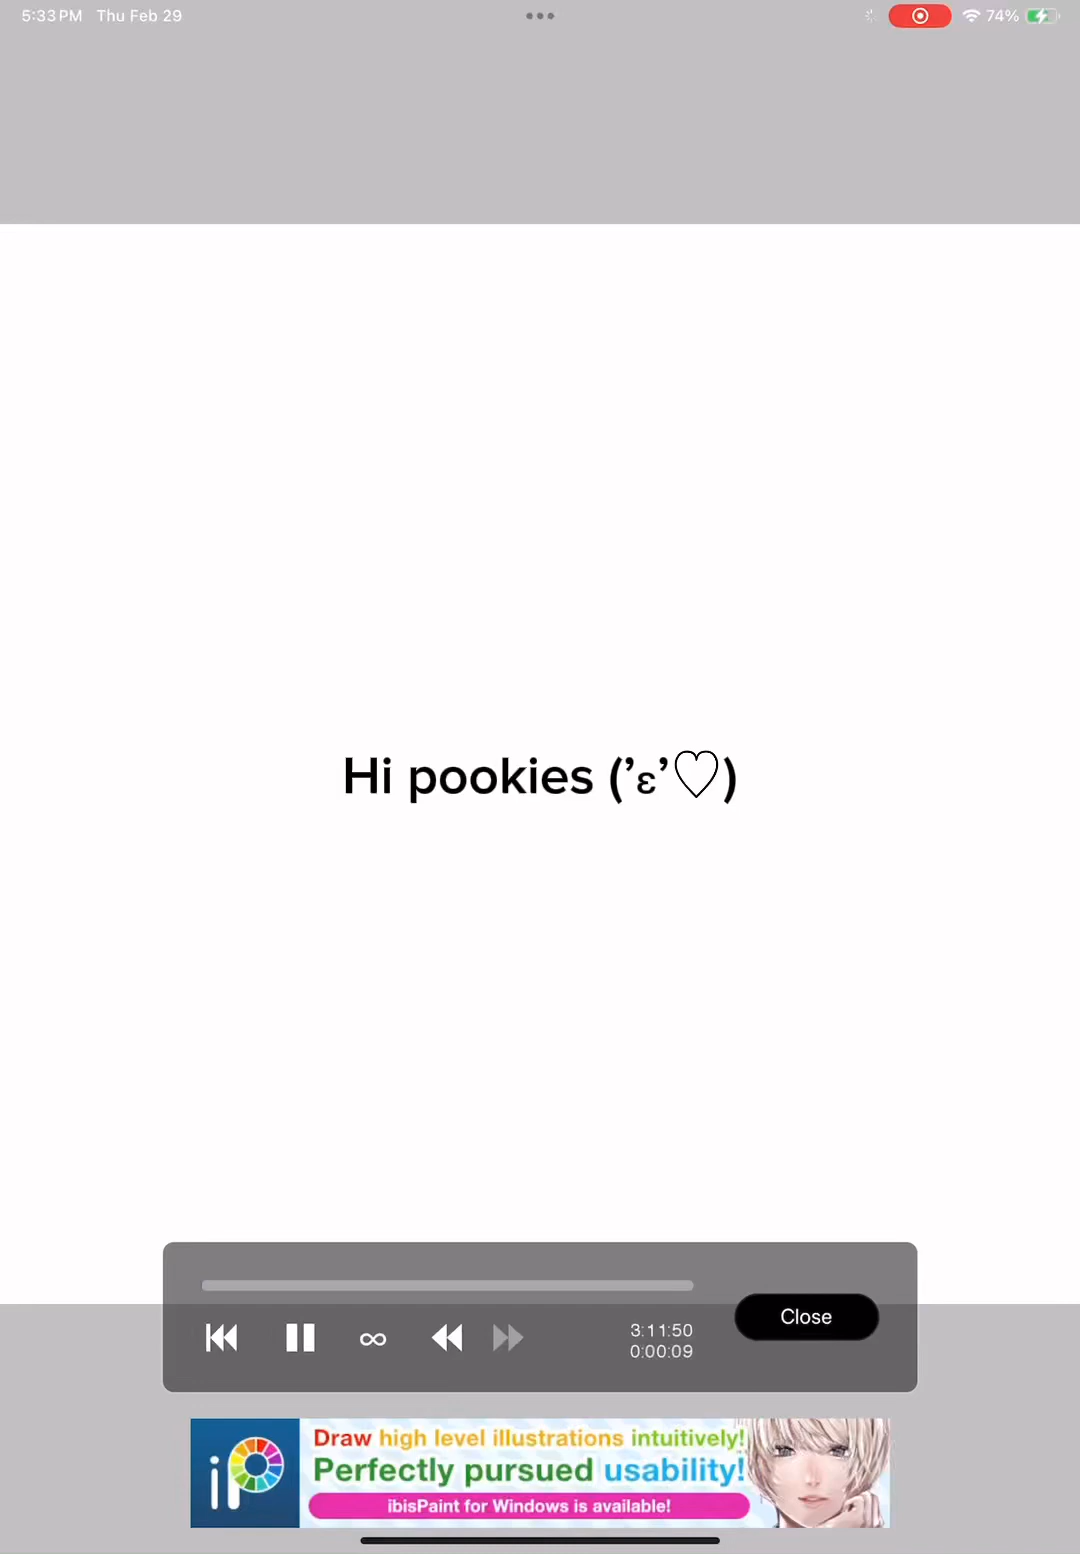 5:33 PM Thu Feb 29
74%
Hi pookies (’ε’♡)
3:11:50
0:00:09
Close
iP
Draw high level illustrations intuitively!
Perfectly pursued usability!
ibisPaint for Windows is available!